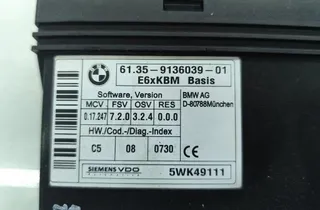 61.35-9136039-01
E6xKBM Basis
Software, Version
BMW AG
D-80788München
MCV FSV OSV RES
0.17.247 7.2.0 3.2.4 0.0.0
HW./Cod.-/Diag.-Index
C5 08 0730
SIEMENS VDO
5WK49111